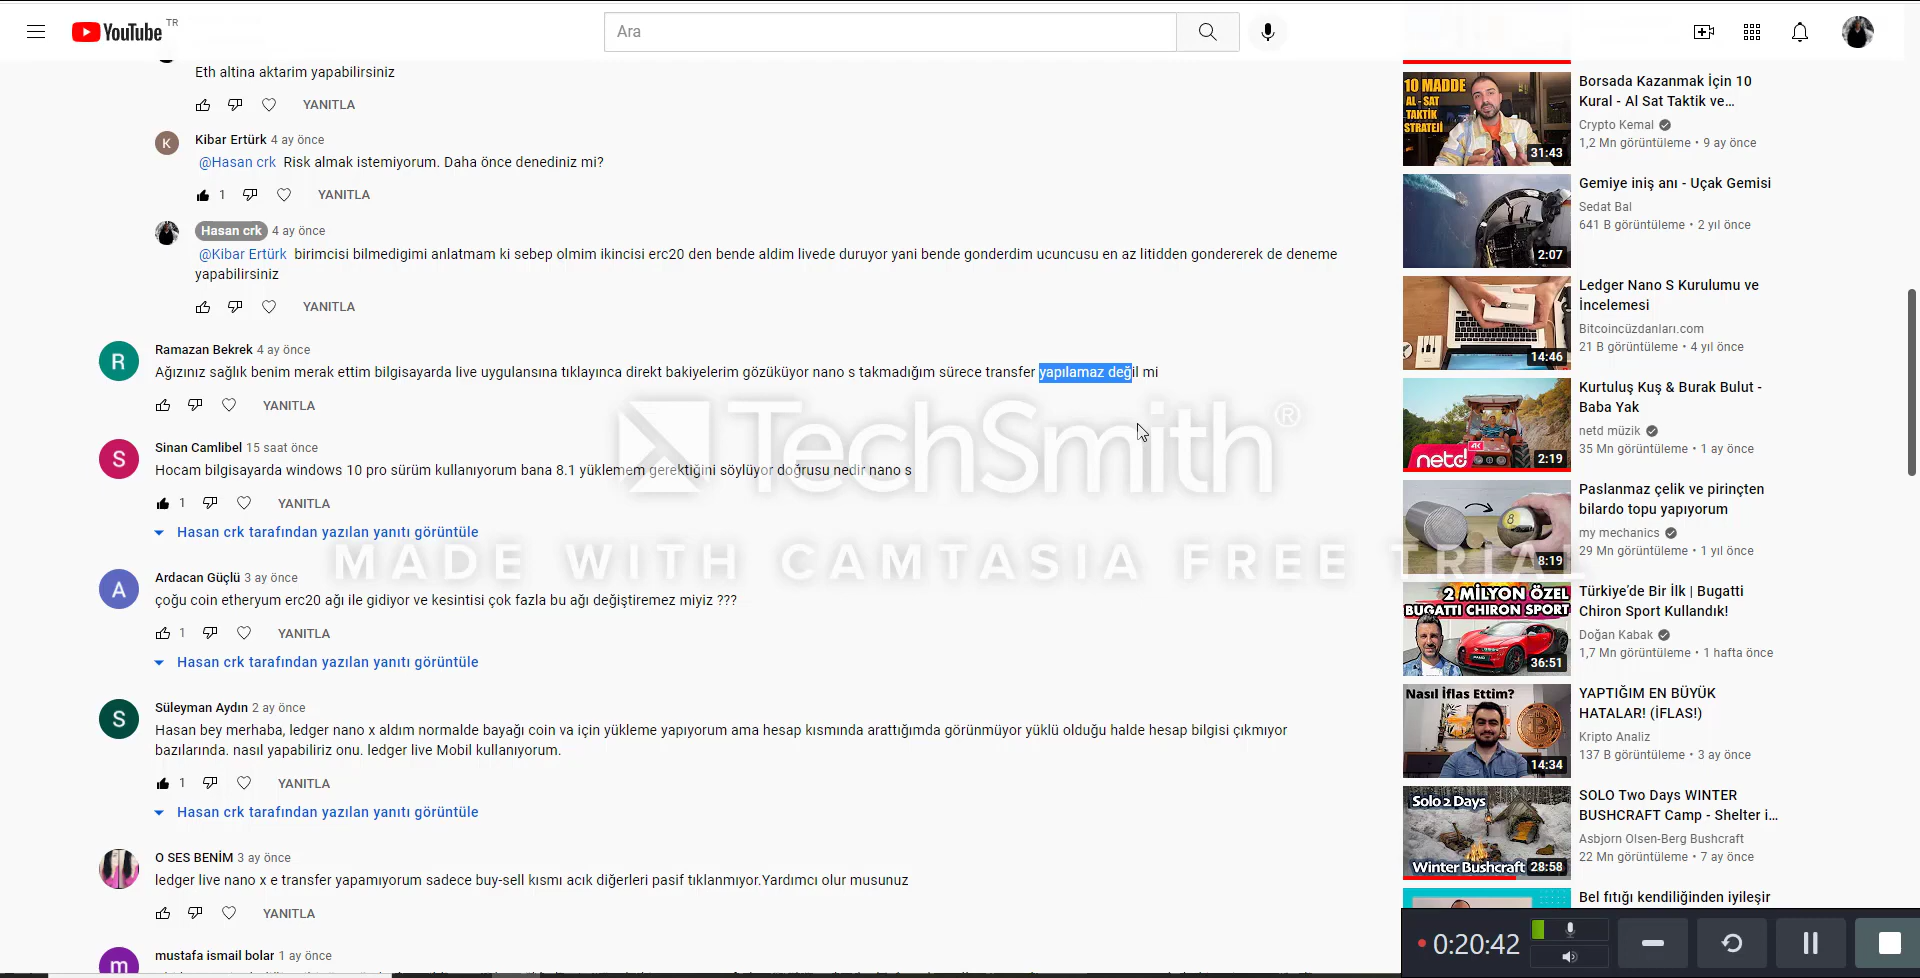 YouTube TR
Ara
Eth altina aktarim yapabilirsiniz
YANITLA
K
Kibar Ertürk 4 ay önce
@Hasan crk Risk almak istemiyorum. Daha önce denediniz mi?
1 YANITLA
Hasan crk 4 ay önce
@Kibar Ertürk birimcisi bilmedigimi anlatmam ki sebep olmim ikincisi erc20 den bende aldim livede duruyor yani bende gonderdim ucuncusu en az litidden gondererek de deneme
yapabilirsiniz
YANITLA
R
Ramazan Bekrek 4 ay önce
Ağızınız sağlık benim merak ettim bilgisayarda live uygulansına tıklayınca direkt bakiyelerim gözüküyor nano s takmadığım sürece transfer yapılamaz değil mi
YANITLA
S
Sinan Camlibel 15 saat önce
Hocam bilgisayarda windows 10 pro sürüm kullanıyorum bana 8.1 yüklemem gerektiğini söylüyor doğrusu nedir nano s
1 YANITLA
Hasan crk tarafından yazılan yanıtı görüntüle
A
Ardacan Güçlü 3 ay önce
çoğu coin etheryum erc20 ağı ile gidiyor ve kesintisi çok fazla bu ağı değiştiremez miyiz ???
1 YANITLA
Hasan crk tarafından yazılan yanıtı görüntüle
S
Süleyman Aydın 2 ay önce
Hasan bey merhaba, ledger nano x aldım normalde bayağı coin va için yükleme yapıyorum ama hesap kısmında arattığımda görünmüyor yüklü olduğu halde hesap bilgisi çıkmıyor
bazılarında. nasıl yapabiliriz onu. ledger live Mobil kullanıyorum.
1 YANITLA
Hasan crk tarafından yazılan yanıtı görüntüle
O SES BENİM 3 ay önce
ledger live nano x e transfer yapamıyorum sadece buy-sell kısmı acık diğerleri pasif tıklanmıyor.Yardımcı olur musunuz
YANITLA
m
mustafa ismail bolar 1 ay önce
TechSmith®
MADE WITH CAMTASIA FREE TRIAL
10 MADDE
AL - SAT
TAKTİK
STRATEJİ
31:43
Borsada Kazanmak İçin 10
Kural - Al Sat Taktik ve...
Crypto Kemal
1,2 Mn görüntüleme • 9 ay önce
2:07
Gemiye iniş anı - Uçak Gemisi
Sedat Bal
641 B görüntüleme • 2 yıl önce
14:46
Ledger Nano S Kurulumu ve
İncelemesi
Bitcoincüzdanları.com
21 B görüntüleme • 4 yıl önce
netd
4K
2:19
Kurtuluş Kuş & Burak Bulut -
Baba Yak
netd müzik
35 Mn görüntüleme • 1 ay önce
8
8:19
Paslanmaz çelik ve pirinçten
bilardo topu yapıyorum
my mechanics
29 Mn görüntüleme • 1 yıl önce
2 MİLYON ÖZEL
BUGATTI CHIRON SPORT
36:51
Türkiye'de Bir İlk | Bugatti
Chiron Sport Kullandık!
Doğan Kabak
1,7 Mn görüntüleme • 1 hafta önce
Nasıl İflas Ettim?
14:34
YAPTIĞIM EN BÜYÜK
HATALAR! (İFLAS!)
Kripto Analiz
137 B görüntüleme • 3 ay önce
Solo 2 Days
Winter Bushcraft
28:58
SOLO Two Days WINTER
BUSHCRAFT Camp - Shelter i...
Asbjorn Olsen-Berg Bushcraft
22 Mn görüntüleme • 7 ay önce
Bel fıtığı kendiliğinden iyileşir
0:20:42